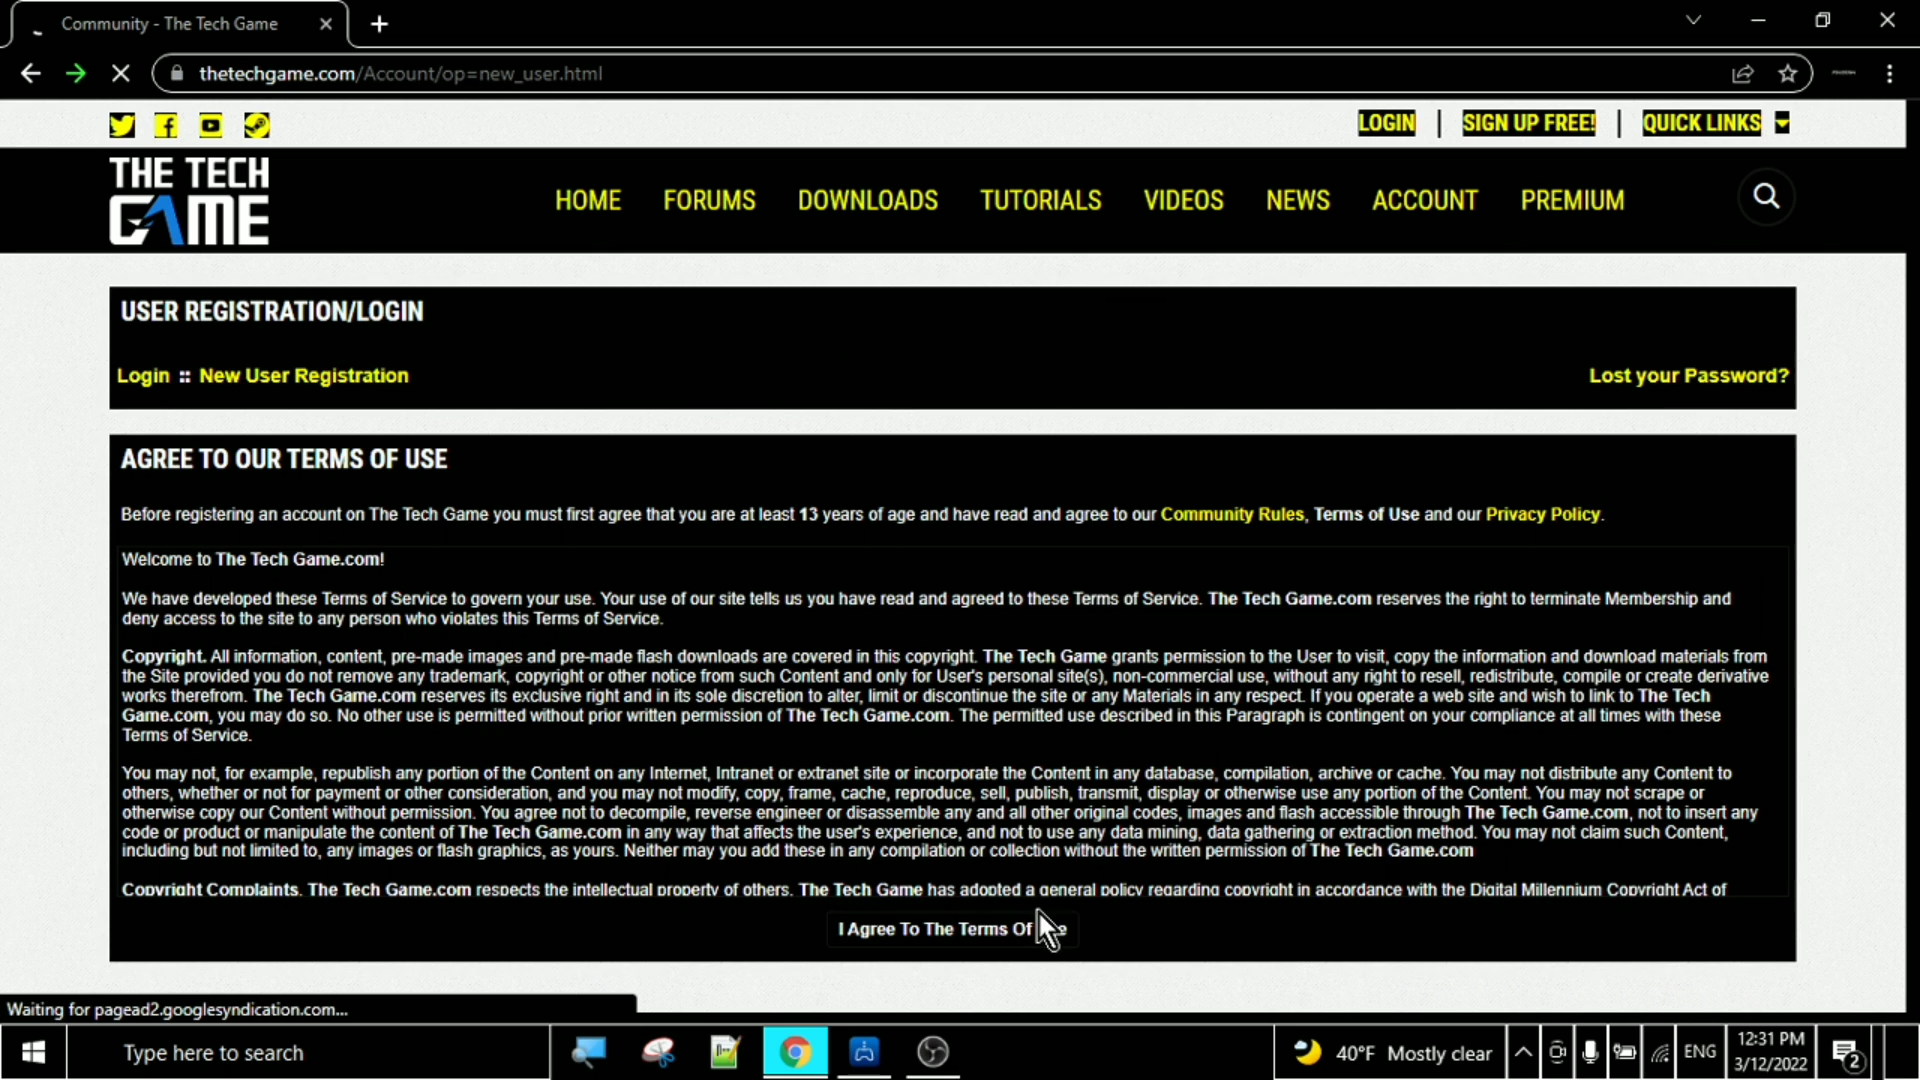 Community - The Tech Game
thetechgame.com/Account/op=new_user.html
LOGIN | SIGN UP FREE! | QUICK LINKS
THE TECH
GAME
HOME FORUMS DOWNLOADS TUTORIALS VIDEOS NEWS ACCOUNT PREMIUM
USER REGISTRATION/LOGIN
Login :: New User Registration
Lost your Password?
AGREE TO OUR TERMS OF USE
Before registering an account on The Tech Game you must first agree that you are at least 13 years of age and have read and agree to our Community Rules, Terms of Use and our Privacy Policy.
Welcome to The Tech Game.com!
We have developed these Terms of Service to govern your use. Your use of our site tells us you have read and agreed to these Terms of Service. The Tech Game.com reserves the right to terminate Membership and
deny access to the site to any person who violates this Terms of Service.
Copyright. All information, content, pre-made images and pre-made flash downloads are covered in this copyright. The Tech Game grants permission to the User to visit, copy the information and download materials from
the Site provided you do not remove any trademark, copyright or other notice from such Content and only for User's personal site(s), non-commercial use, without any right to resell, redistribute, compile or create derivative
works therefrom. The Tech Game.com reserves its exclusive right and in its sole discretion to alter, limit or discontinue the site or any Materials in any respect. If you operate a web site and wish to link to The Tech
Game.com, you may do so. No other use is permitted without prior written permission of The Tech Game.com. The permitted use described in this Paragraph is contingent on your compliance at all times with these
Terms of Service.
You may not, for example, republish any portion of the Content on any Internet, Intranet or extranet site or incorporate the Content in any database, compilation, archive or cache. You may not distribute any Content to
others, whether or not for payment or other consideration, and you may not modify, copy, frame, cache, reproduce, sell, publish, transmit, display or otherwise use any portion of the Content. You may not scrape or
otherwise copy our Content without permission. You agree not to decompile, reverse engineer or disassemble any and all other original codes, images and flash accessible through The Tech Game.com, not to insert any
code or product or manipulate the content of The Tech Game.com in any way that affects the user's experience, and not to use any data mining, data gathering or extraction method. You may not claim such Content,
including but not limited to, any images or flash graphics, as yours. Neither may you add these in any compilation or collection without the written permission of The Tech Game.com
Copyright Complaints. The Tech Game.com respects the intellectual property of others. The Tech Game has adopted a general policy regarding copyright in accordance with the Digital Millennium Copyright Act of
I Agree To The Terms Of
Waiting for pagead2.googlesyndication.com...
Type here to search
40°F Mostly clear
ENG
12:31 PM
3/12/2022
2